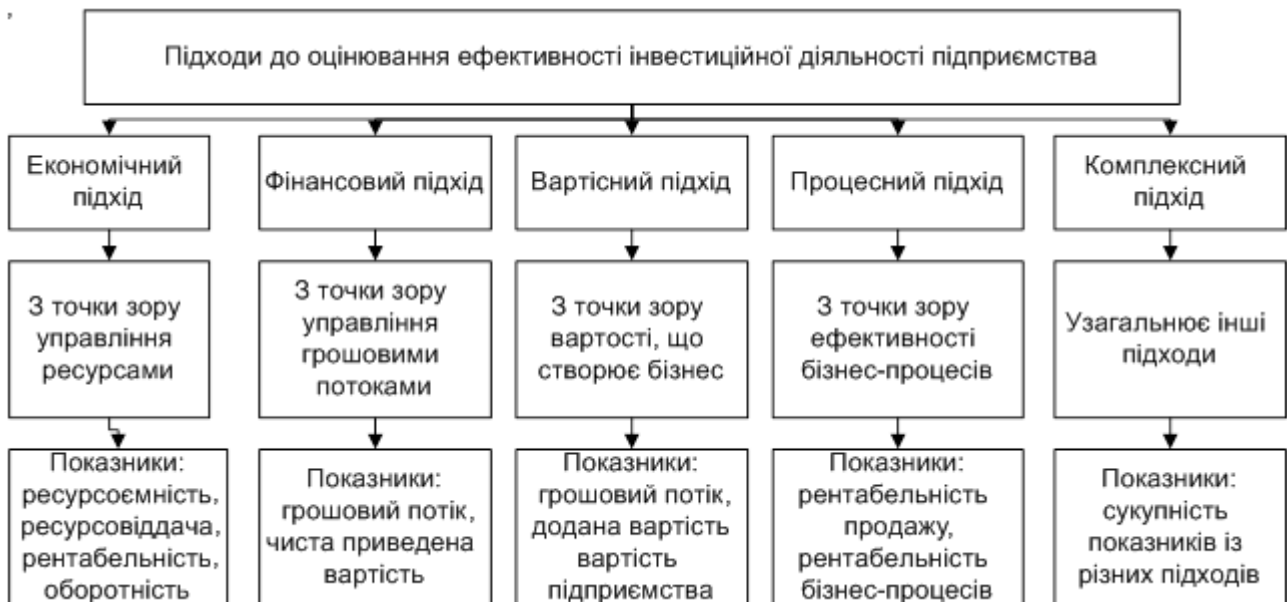 ,
Підходи до оцінювання ефективності інвестиційної діяльності підприємства
Економічний
підхід
Фінансовий підхід
Вартісний підхід
Процесний підхід
Комплексний
підхід
З точки зору
управління
ресурсами
З точки зору
управління
грошовими
потоками
З точки зору
вартості, що
створює бізнес
З точки зору
ефективності
бізнес-процесів
Узагальнює інші
підходи
Показники:
ресурсоємність,
ресурсовіддача,
рентабельність,
оборотність
Показники:
грошовий потік,
чиста приведена
вартість
Показники:
грошовий потік,
додана вартість
вартість
підприємства
Показники:
рентабельність
продажу,
рентабельність
бізнес-процесів
Показники:
сукупність
показників із
різних підходів